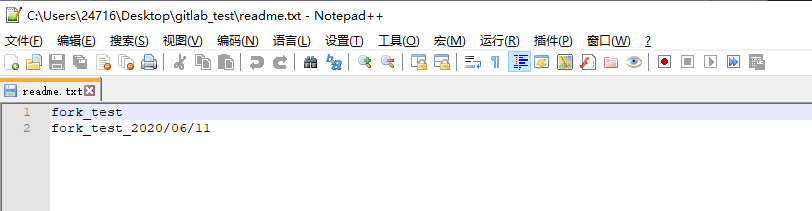 C:\Users\24716\Desktop\gitlab_test\readme.txt - Notepad++
文件(F) 编辑(E) 搜索(S) 视图(V) 编码(N) 语言(L) 设置(T) 工具(O) 宏(M) 运行(R) 插件(P) 窗口(W) ?
readme.txt
1 fork_test
2 fork_test_2020/06/11